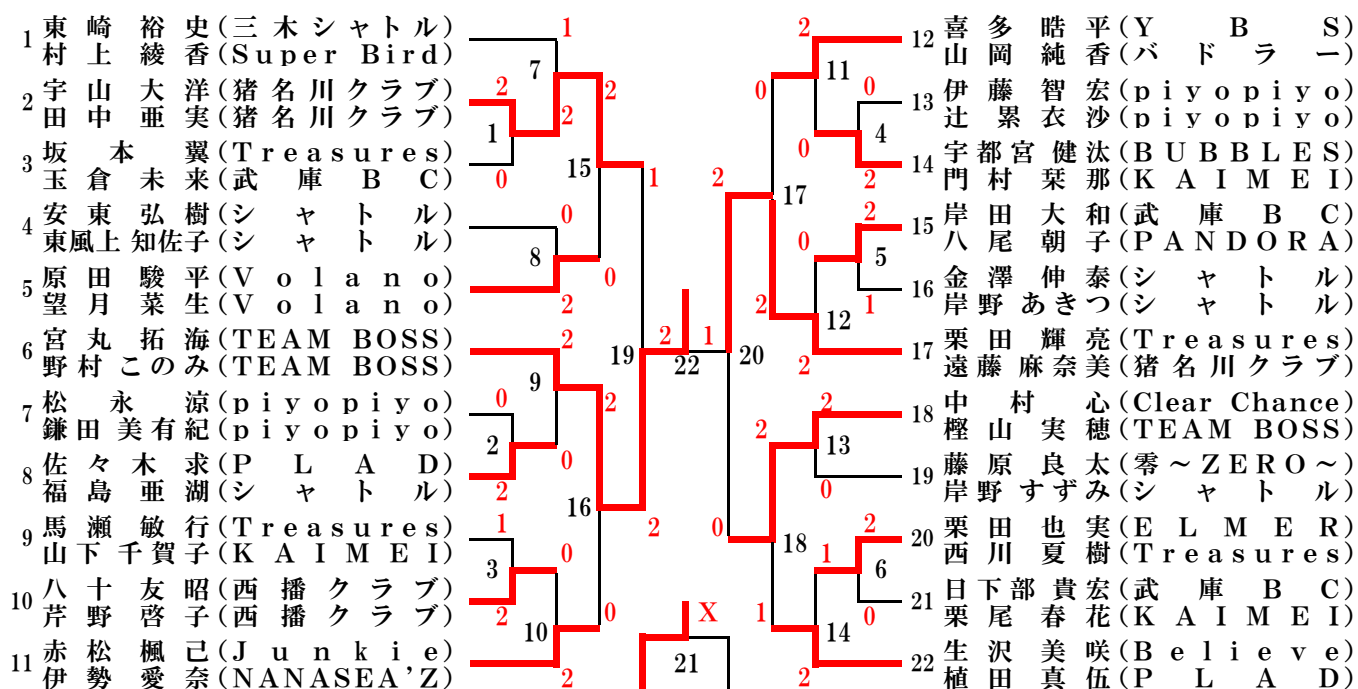 1 東崎 裕史(三木シャトル)
村上 綾香(Super Bird)
2 宇山 大洋(猪名川クラブ)
田中 亜実(猪名川クラブ)
3 坂本 翼(Treasures)
玉倉 未来(武庫BC)
4 安東 弘樹(シャトル)
東風上 知佐子(シャトル)
5 原田 駿平(Volano)
望月 菜生(Volano)
6 宮丸 拓海(TEAM BOSS)
野村 このみ(TEAM BOSS)
7 松永 涼(piyopiyo)
鎌田 美有紀(piyopiyo)
8 佐々木 求(PLAD)
福島 亜湖(シャトル)
9 馬瀬 敏行(Treasures)
山下 千賀子(KAIMEI)
10 八十 友昭(西播クラブ)
芹野 啓子(西播クラブ)
11 赤松 楓己(Junkie)
伊勢 愛奈(NANASEA'Z)
1
7
2
2
2
1
0
15
1
0
8
0
2
2
2
19
9
0
2
2
0
2
16
2
1
3
0
2
0
10
2
2
1
22
X
21
2
11
0
0
4
0
2
17
2
2
0
5
1
2
12
2
20
2
2
13
0
0
18
2
1
6
0
1
14
2
12 喜多 晧平(YBS)
山岡 純香(バドラー)
13 伊藤 智宏(piyopiyo)
辻 累衣沙(piyopiyo)
14 宇都宮 健汰(BUBBLES)
門村 栞那(KAIMEI)
15 岸田 大和(武庫BC)
八尾 朝子(PANDORA)
16 金澤 伸泰(シャトル)
岸野 あきつ(シャトル)
17 栗田 輝亮(Treasures)
遠藤 麻奈美(猪名川クラブ)
18 中村 心(Clear Chance)
樫山 実穂(TEAM BOSS)
19 藤原 良太(零~ZERO~)
岸野 すずみ(シャトル)
20 栗田 也実(ELMER)
西川 夏樹(Treasures)
21 日下部 貴宏(武庫BC)
栗尾 春花(KAIMEI)
22 生沢 美咲(Believe)
植田 真伍(PLAD)